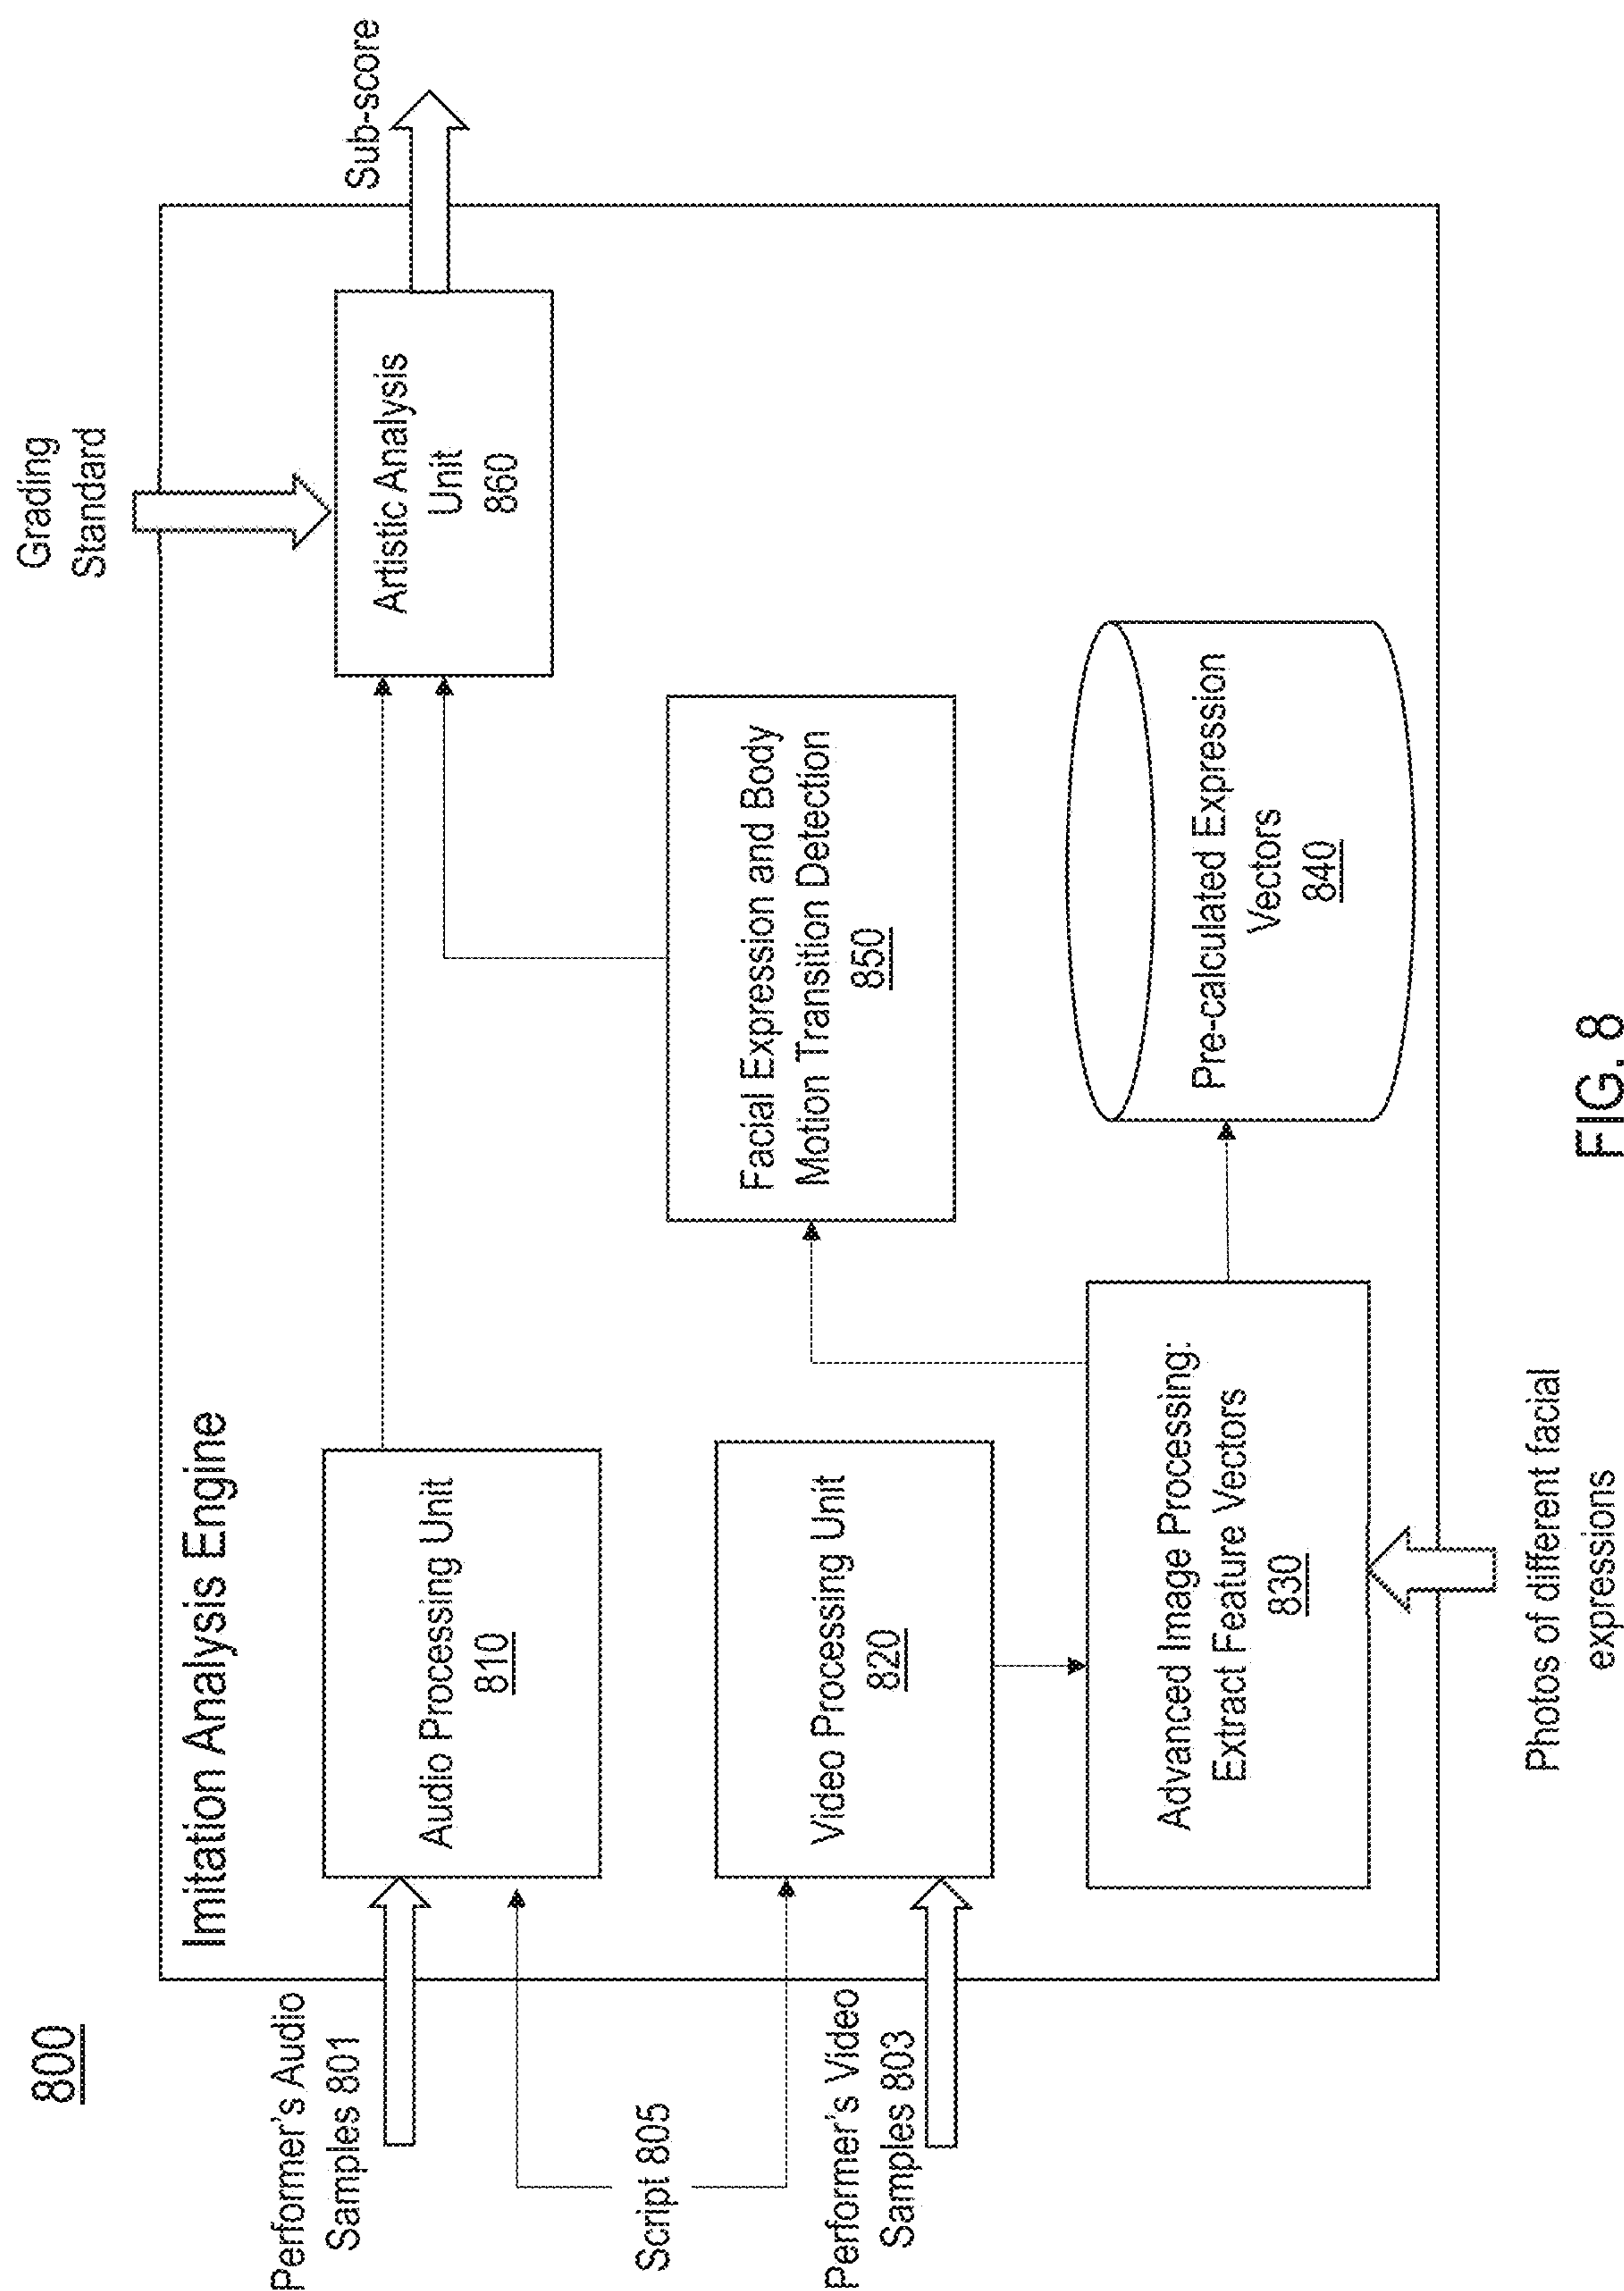 800
Imitation Analysis Engine
Performer's Audio
Samples 801
Script 805
Performer's Video
Samples 803
Audio Processing Unit
810
Video Processing Unit
820
Advanced Image Processing:
Extract Feature Vectors
830
Photos of different facial
expressions
Facial Expression and Body
Motion Transition Detection
850
Pre-calculated Expression
Vectors
840
Grading
Standard
Artistic Analysis
Unit
860
Sub-score
FIG. 8